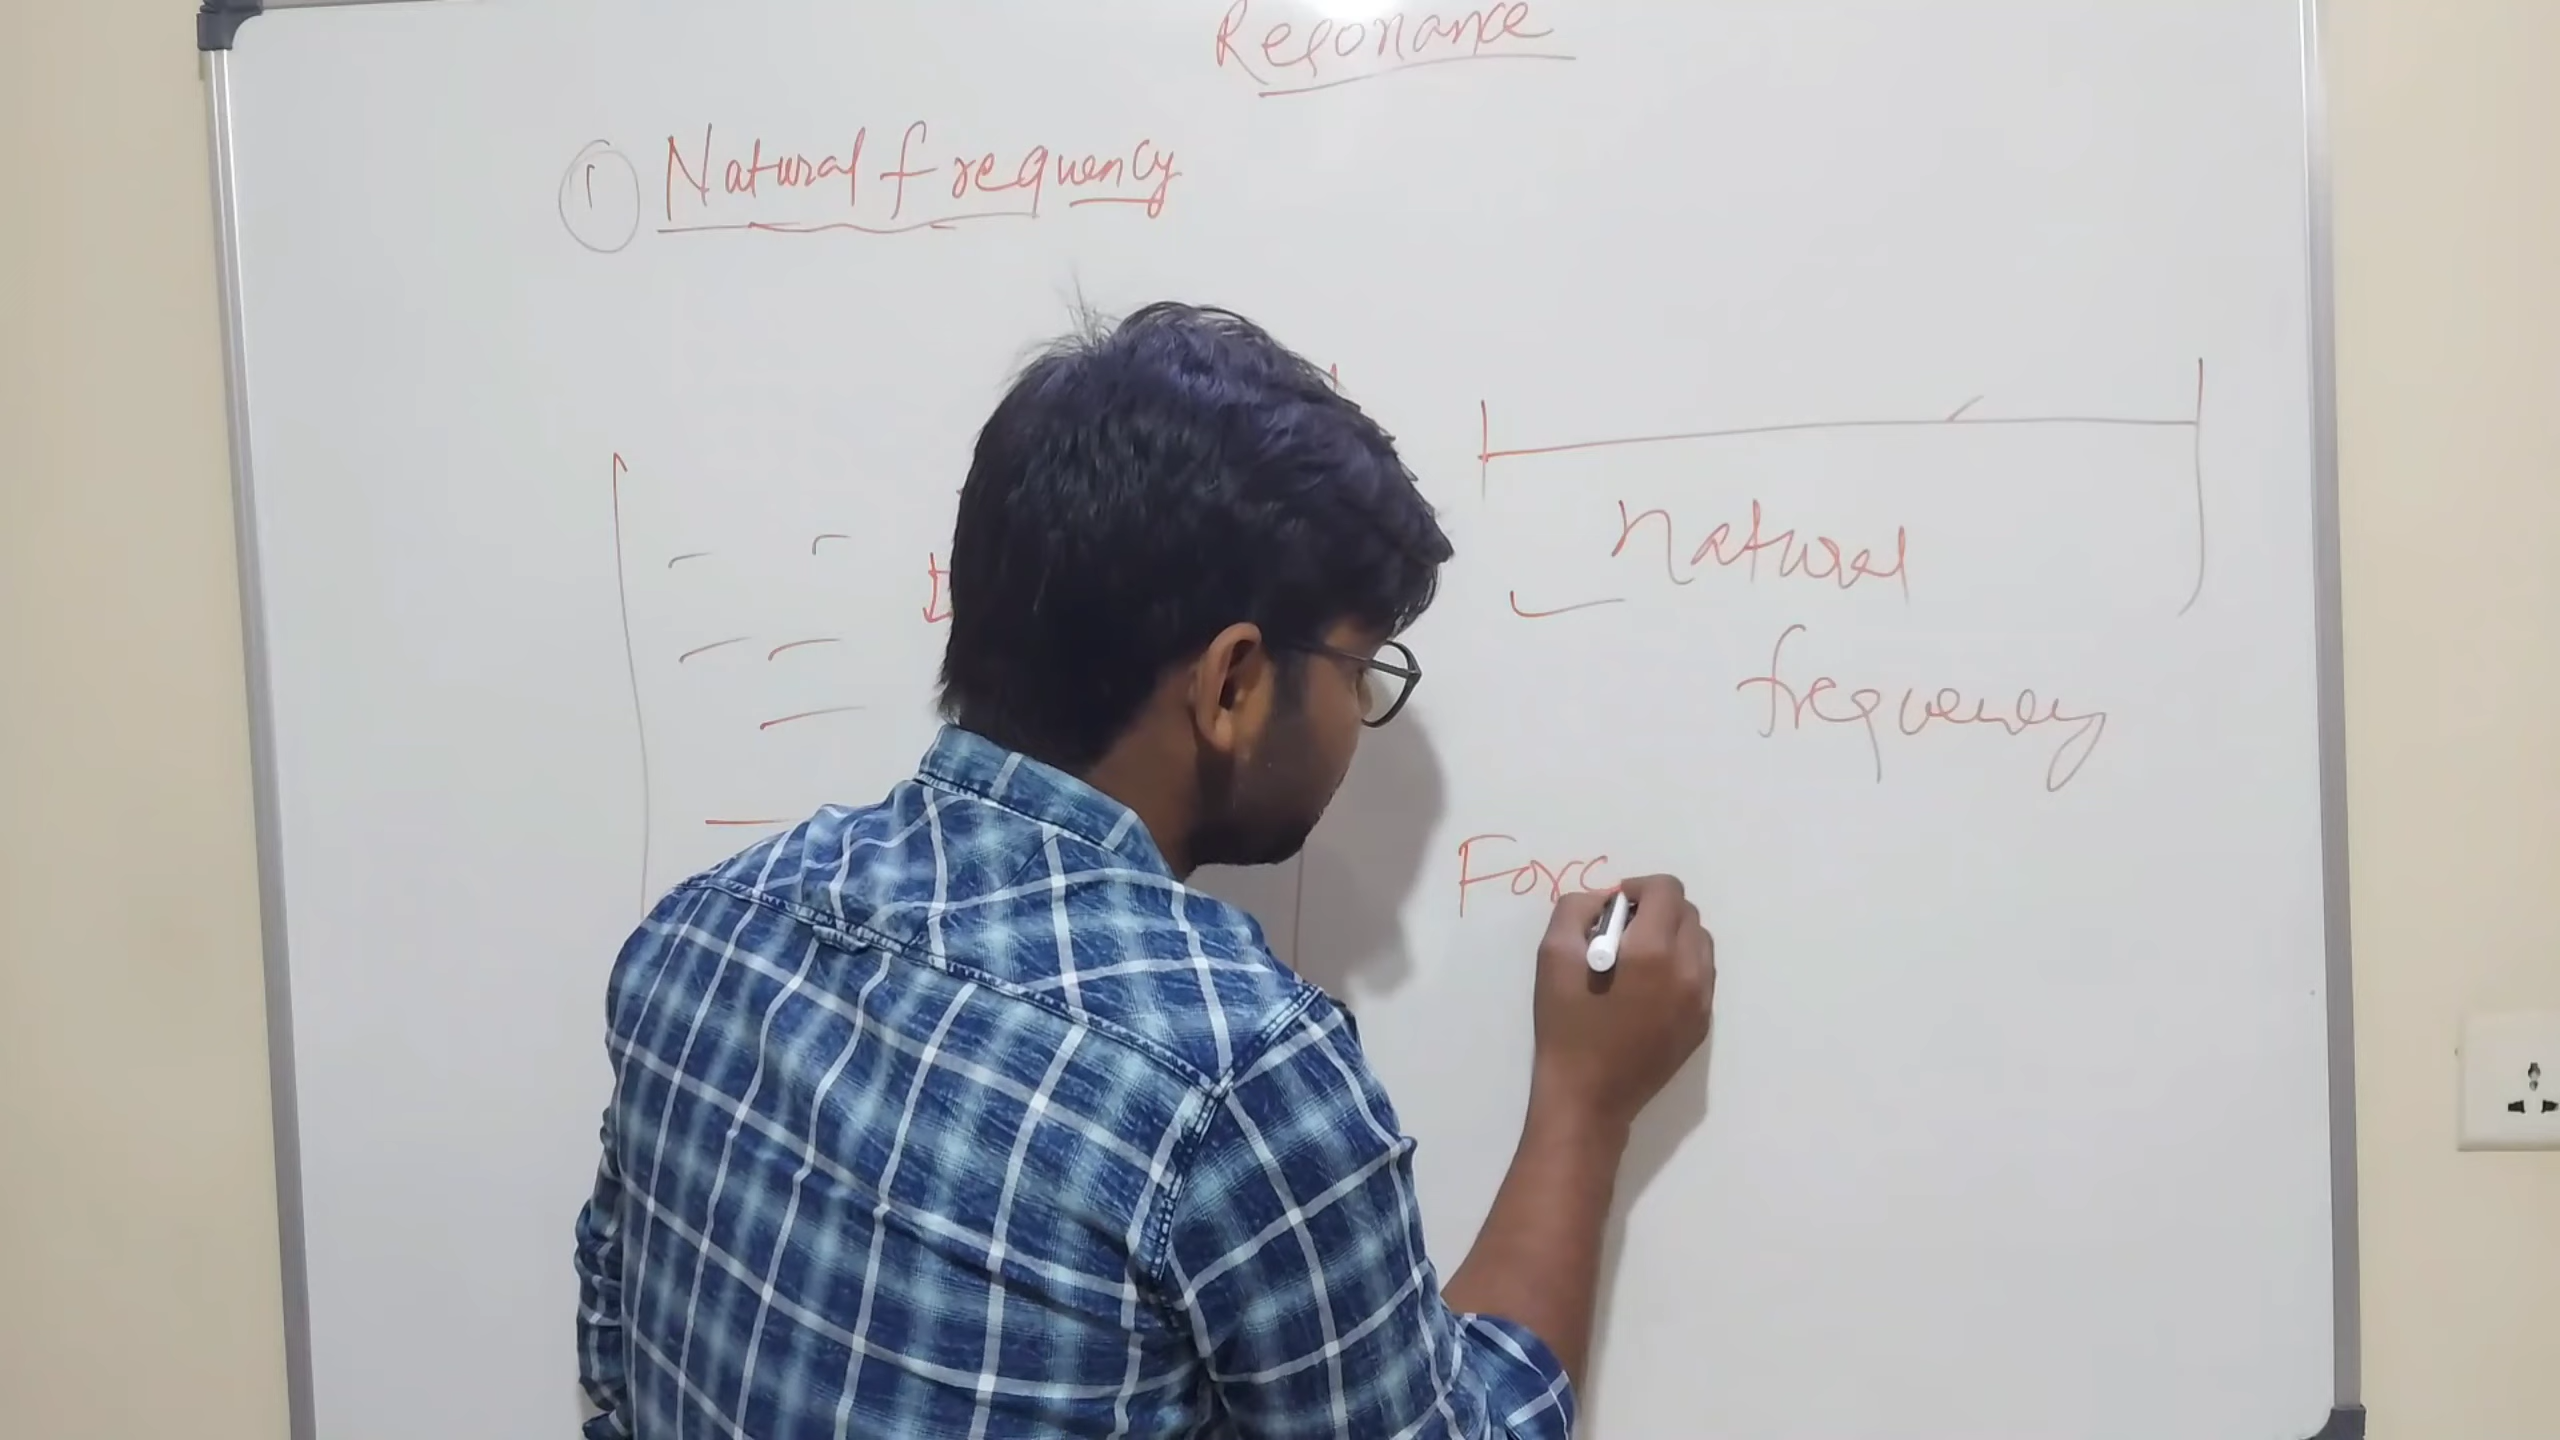 Resonance
① Natural frequency
Natural
frequency
Forc